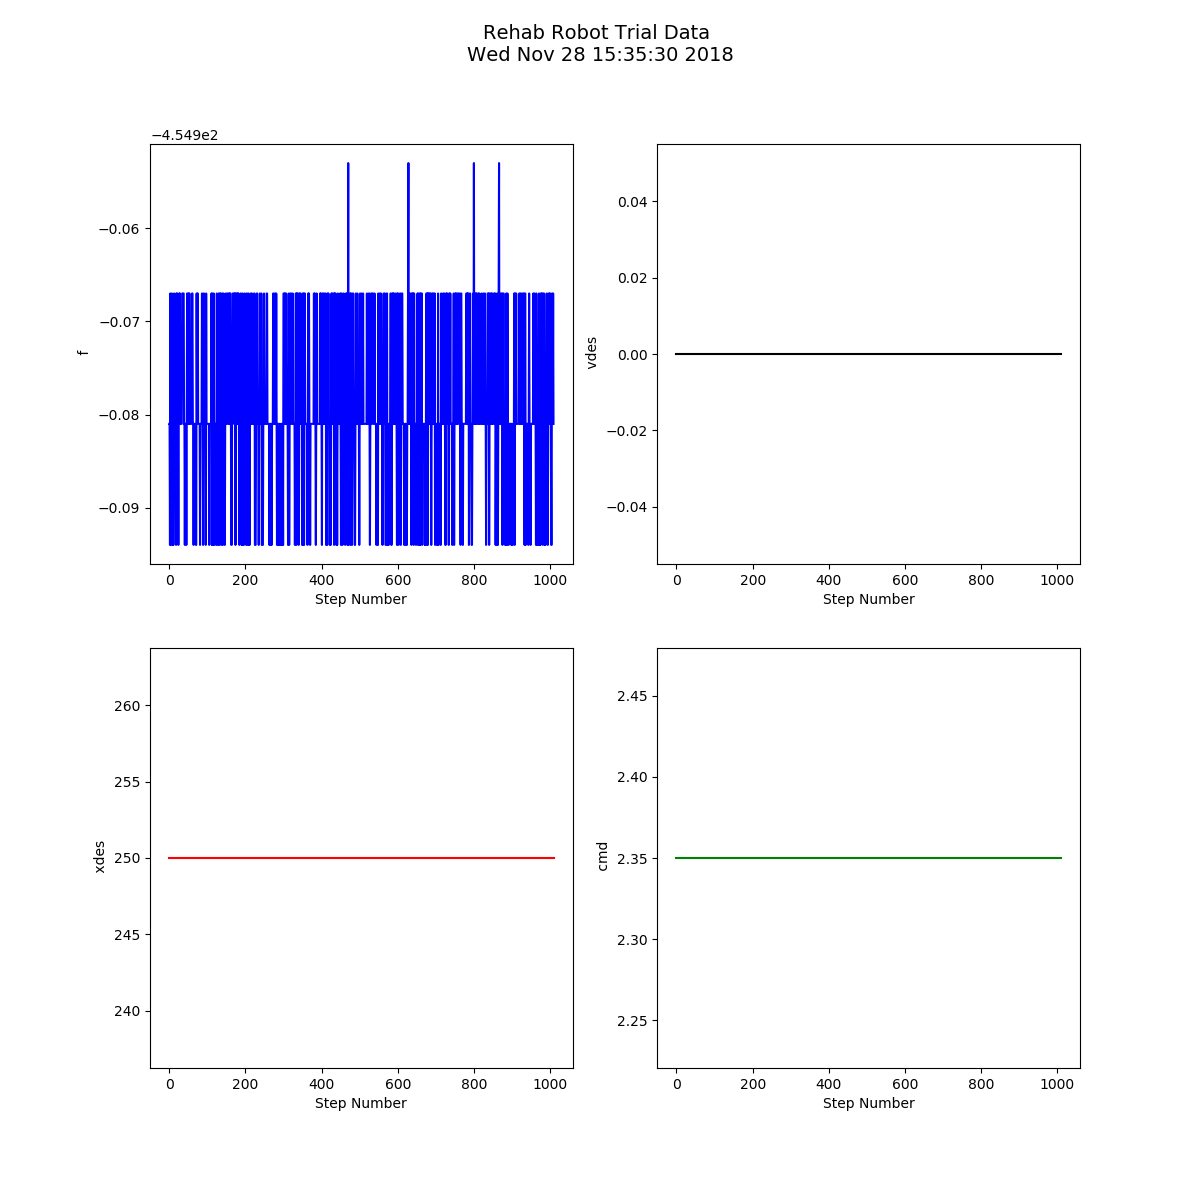 Rehab Robot Trial Data
Wed Nov 28 15:35:30 2018
−4.549e2
−0.06
−0.07
−0.08
−0.09
f
0 200 400 600 800 1000
Step Number
0.04
0.02
0.00
−0.02
−0.04
vdes
0 200 400 600 800 1000
Step Number
260
255
250
245
240
xdes
0 200 400 600 800 1000
Step Number
2.45
2.40
2.35
2.30
2.25
cmd
0 200 400 600 800 1000
Step Number